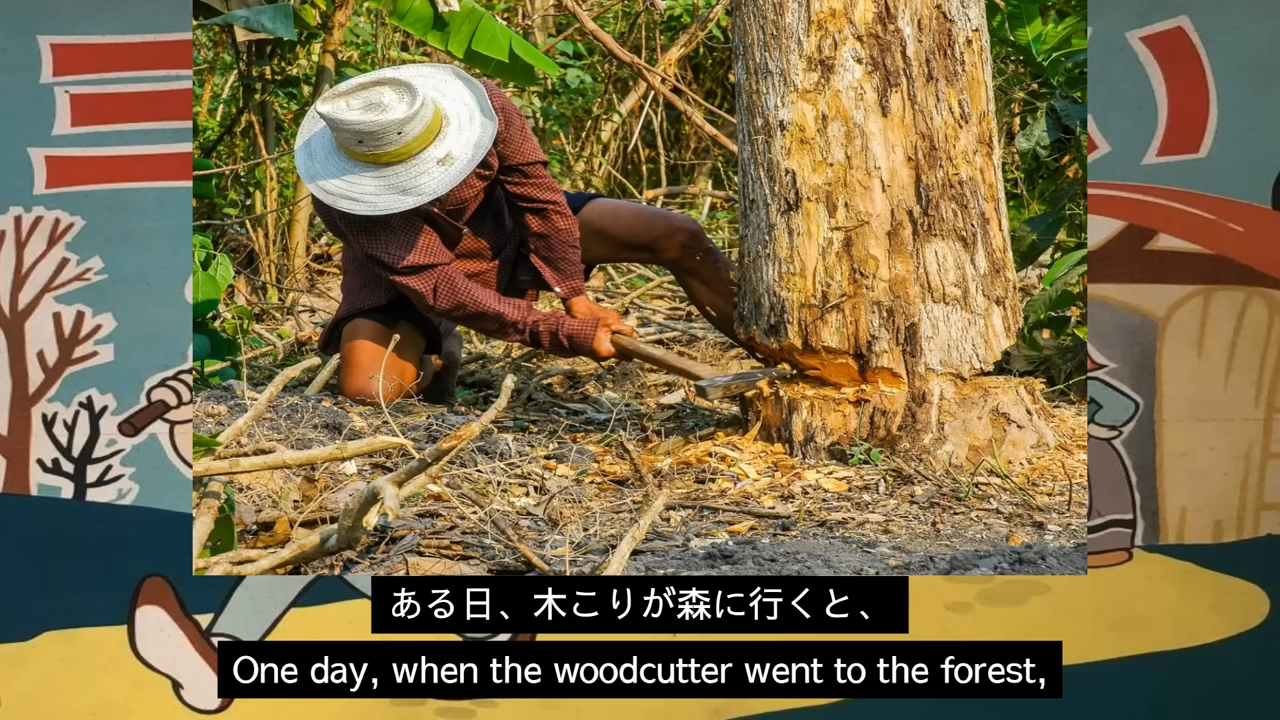 ある日、木こりが森に行くと、
One day, when the woodcutter went to the forest,